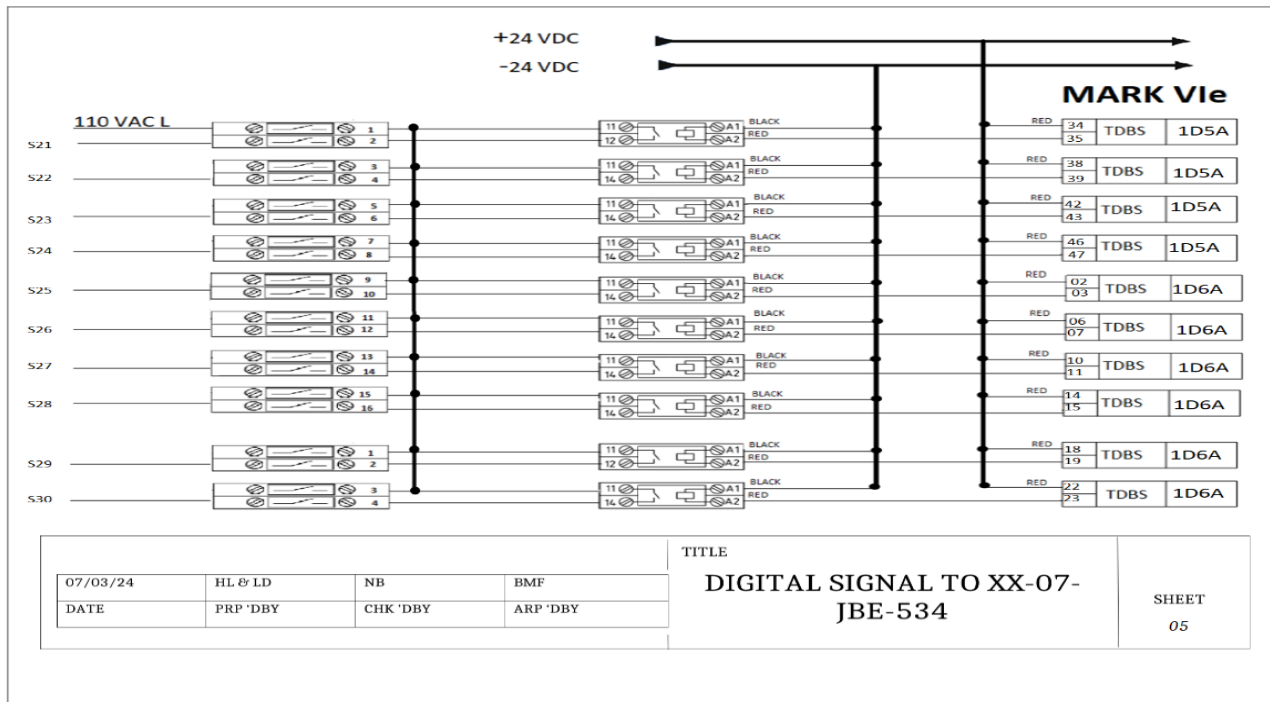 +24 VDC
-24 VDC
MARK VIe
110 VAC L
S21 1 2 11 12 A1 A2 BLACK RED RED 34 35 TDBS 1D5A
S22 3 4 11 14 A1 A2 BLACK RED RED 38 39 TDBS 1D5A
S23 5 6 11 14 A1 A2 BLACK RED RED 42 43 TDBS 1D5A
S24 7 8 11 14 A1 A2 BLACK RED RED 46 47 TDBS 1D5A
S25 9 10 11 14 A1 A2 BLACK RED RED 02 03 TDBS 1D6A
S26 11 12 11 14 A1 A2 BLACK RED RED 06 07 TDBS 1D6A
S27 13 14 11 14 A1 A2 BLACK RED RED 10 11 TDBS 1D6A
S28 15 16 11 14 A1 A2 BLACK RED RED 14 15 TDBS 1D6A
S29 1 2 11 12 A1 A2 BLACK RED RED 18 19 TDBS 1D6A
S30 3 4 11 14 A1 A2 BLACK RED RED 22 23 TDBS 1D6A
07/03/24 HL & LD NB BMF
DATE PRP 'DBY CHK 'DBY ARP 'DBY
TITLE
DIGITAL SIGNAL TO XX-07-
JBE-534
SHEET
05